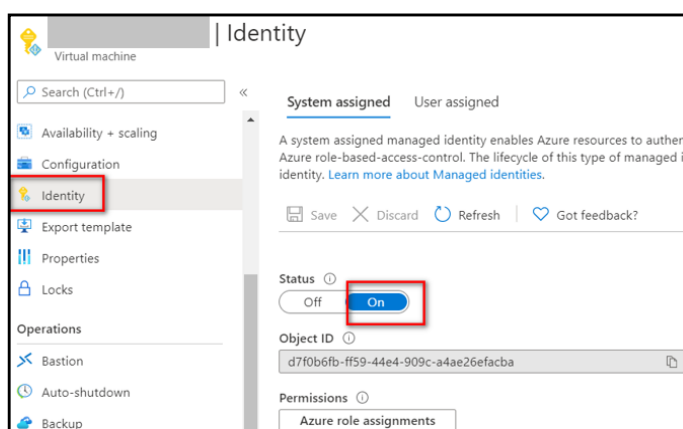 | Identity
Virtual machine
Search (Ctrl+/)
«
Availability + scaling
Configuration
Identity
Export template
Properties
Locks
Operations
Bastion
Auto-shutdown
Backup
System assigned User assigned
A system assigned managed identity enables Azure resources to auther
Azure role-based-access-control. The lifecycle of this type of managed i
identity. Learn more about Managed identities.
Save Discard Refresh Got feedback?
Status
Off On
Object ID
d7f0b6fb-ff59-44e4-909c-a4ae26efacba
Permissions
Azure role assignments